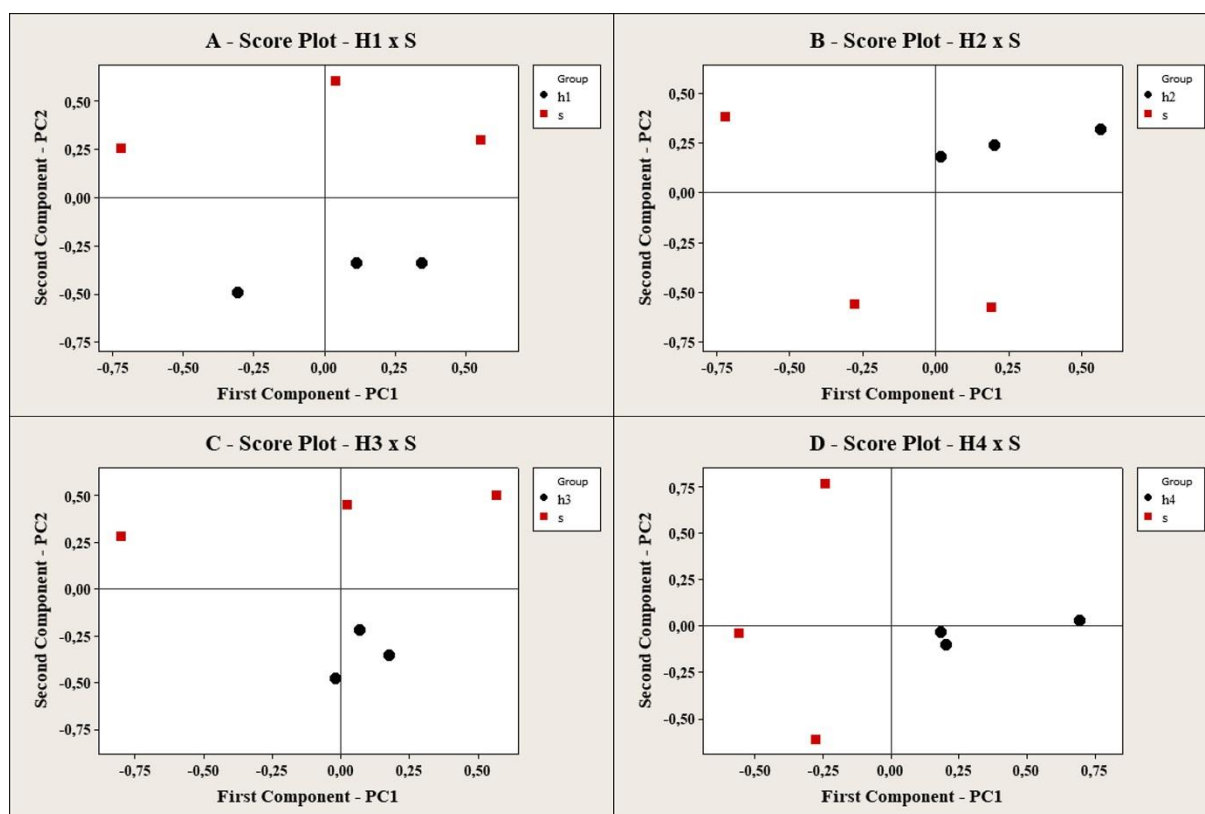 A - Score Plot - H1 x S
Group
h1
s
0,50
0,25
0,00
-0,25
-0,50
-0,75
Second Component - PC2
-0,75 -0,50 -0,25 0,00 0,25 0,50
First Component - PC1
B - Score Plot - H2 x S
Group
h2
s
0,50
0,25
0,00
-0,25
-0,50
-0,75
Second Component - PC2
-0,75 -0,50 -0,25 0,00 0,25 0,50
First Component - PC1
C - Score Plot - H3 x S
Group
h3
s
0,50
0,25
0,00
-0,25
-0,50
-0,75
Second Component - PC2
-0,75 -0,50 -0,25 0,00 0,25 0,50
First Component - PC1
D - Score Plot - H4 x S
Group
h4
s
0,75
0,50
0,25
0,00
-0,25
-0,50
Second Component - PC2
-0,50 -0,25 0,00 0,25 0,50 0,75
First Component - PC1